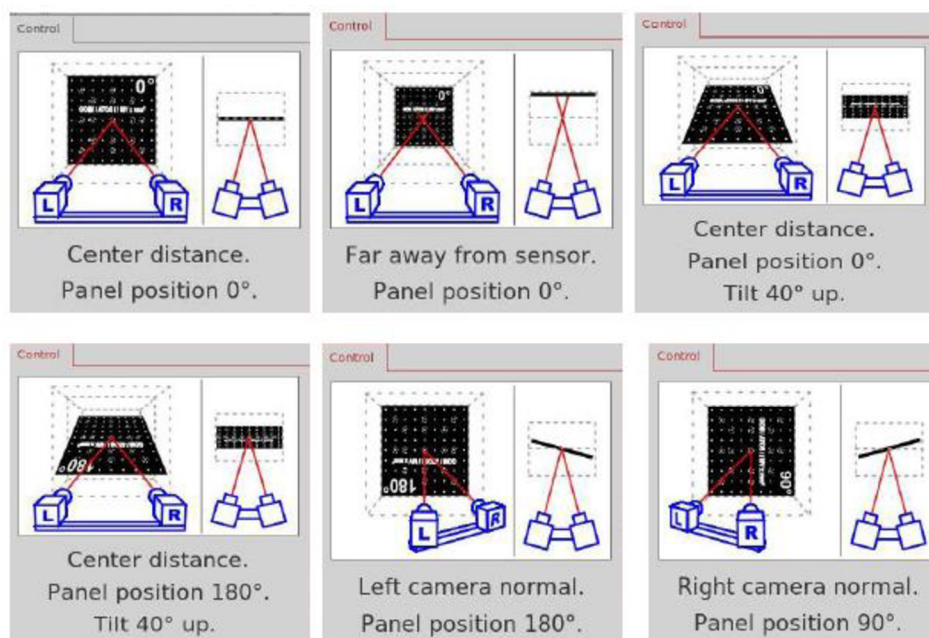 Control
Control
Control
0°
L
R
0°
L
R
0°
L
R
Center distance.
Panel position 0°.
Far away from sensor.
Panel position 0°.
Center distance.
Panel position 0°.
Tilt 40° up.
Control
Control
Control
180°
L
R
180°
L
R
90°
L
R
Center distance.
Panel position 180°.
Tilt 40° up.
Left camera normal.
Panel position 180°.
Right camera normal.
Panel position 90°.